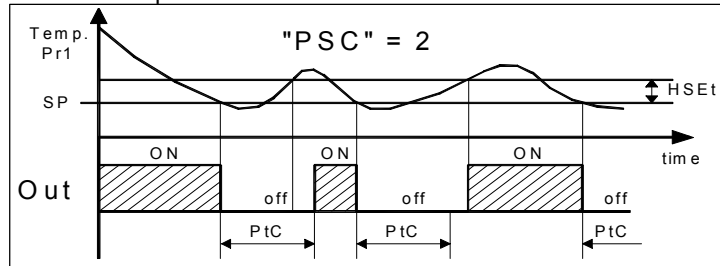 Temp.
Pr1
"PSC" = 2
HSEt
SP
time
ON ON ON
Out
off off off
PtC PtC PtC